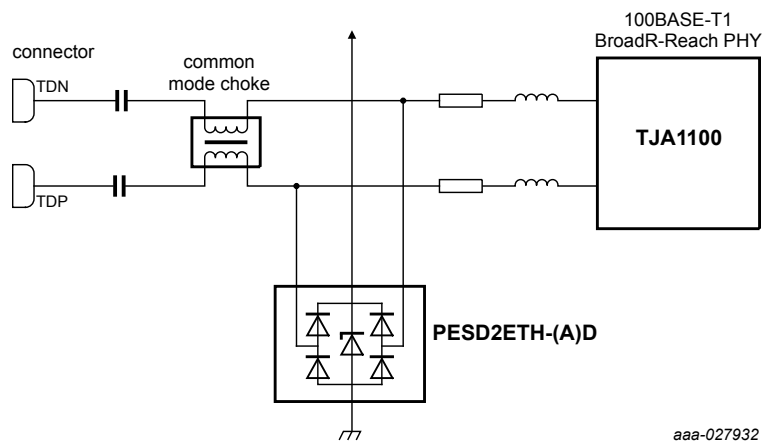 100BASE-T1
BroadR-Reach PHY
connector
common
mode choke
TDN
TJA1100
TDP
PESD2ETH-(A)D
aaa-027932